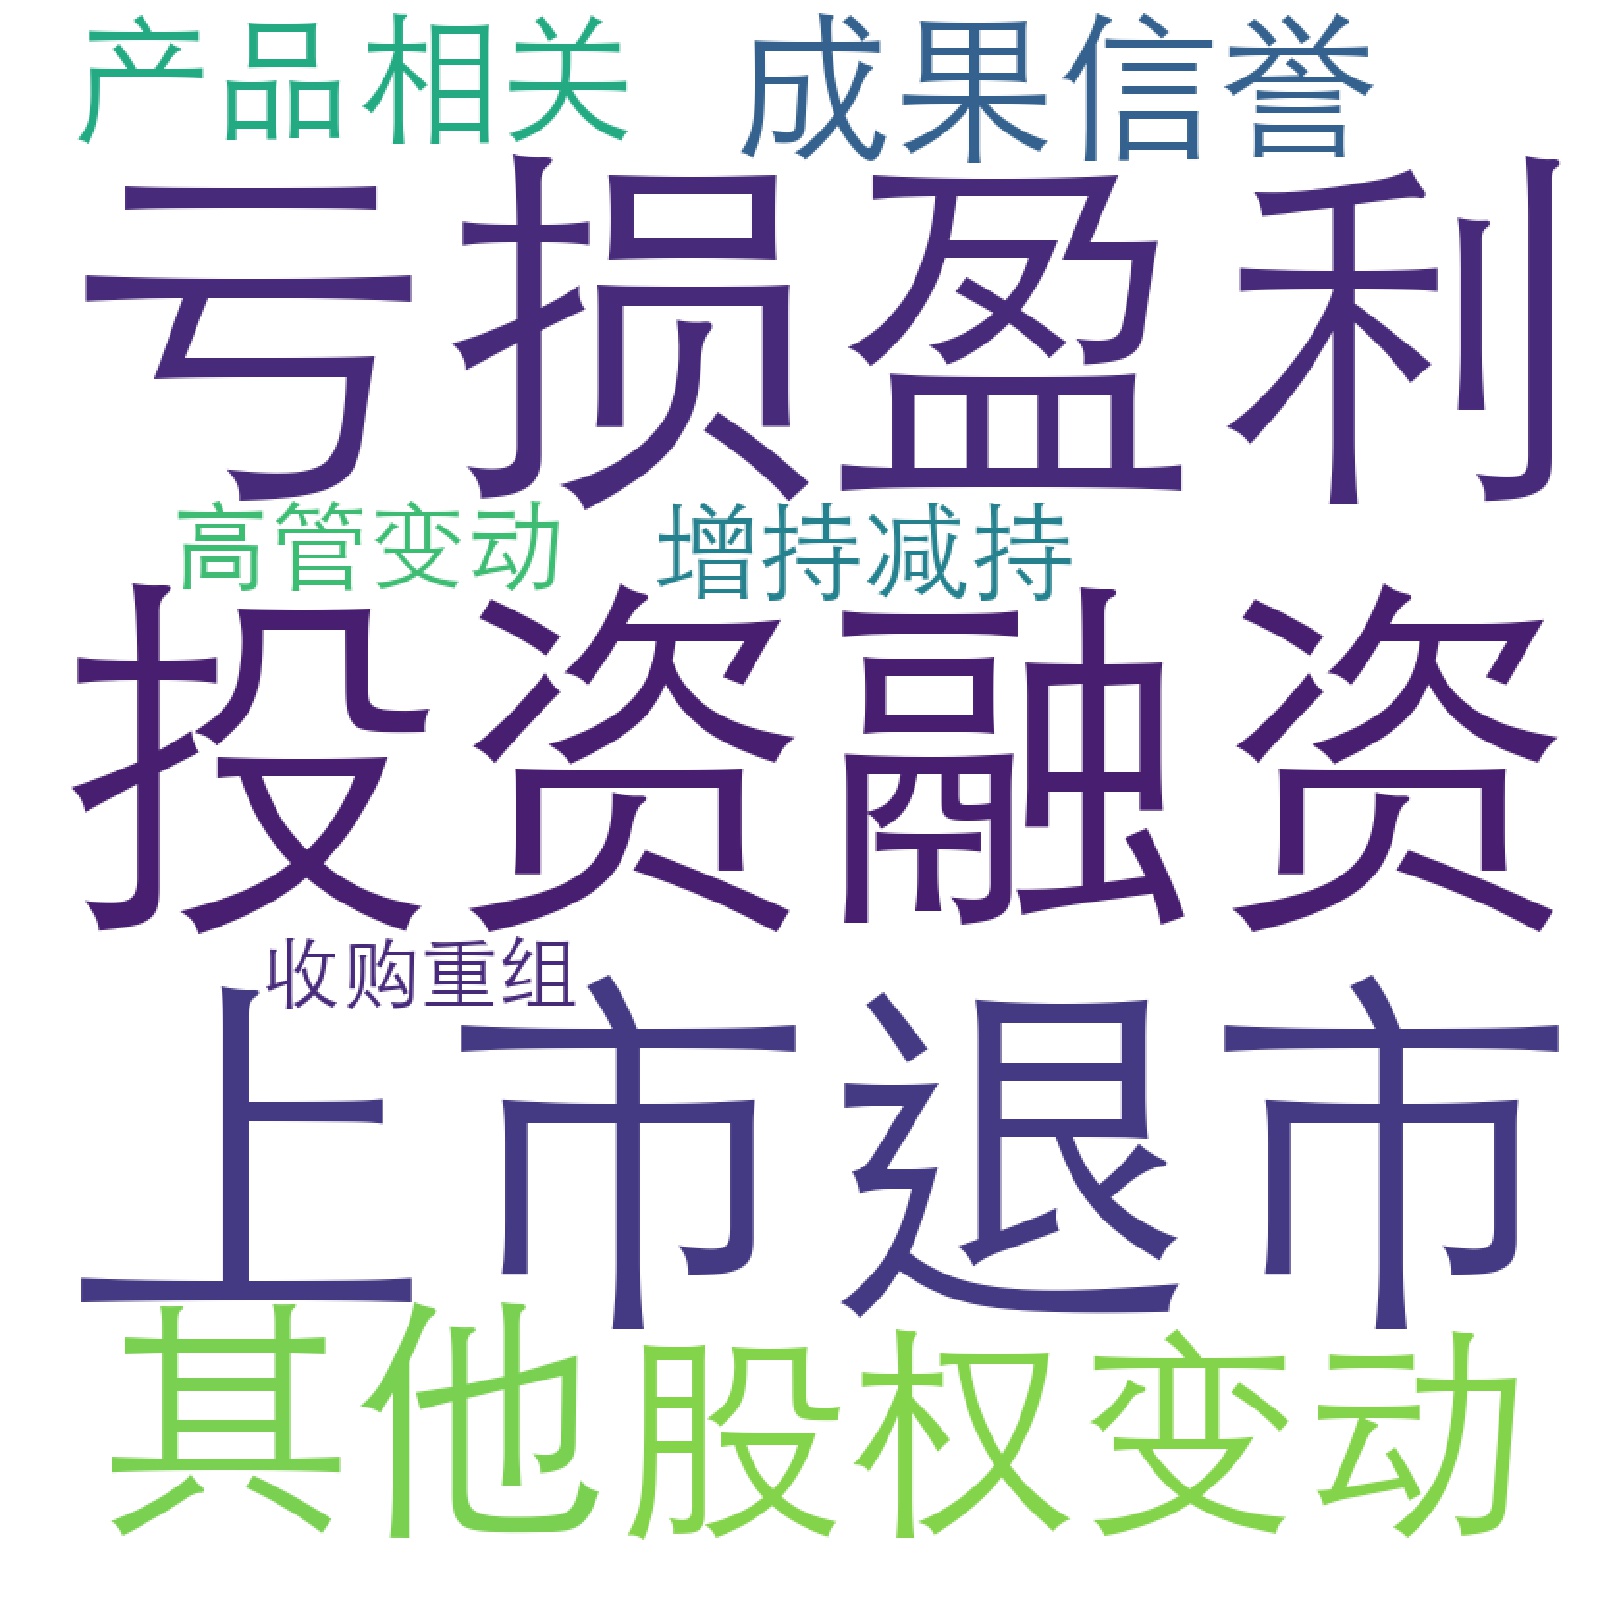 产品相关 成果信誉
亏损盈利
高管变动 增持减持
投资融资
收购重组
上市退市
其他 股权变动